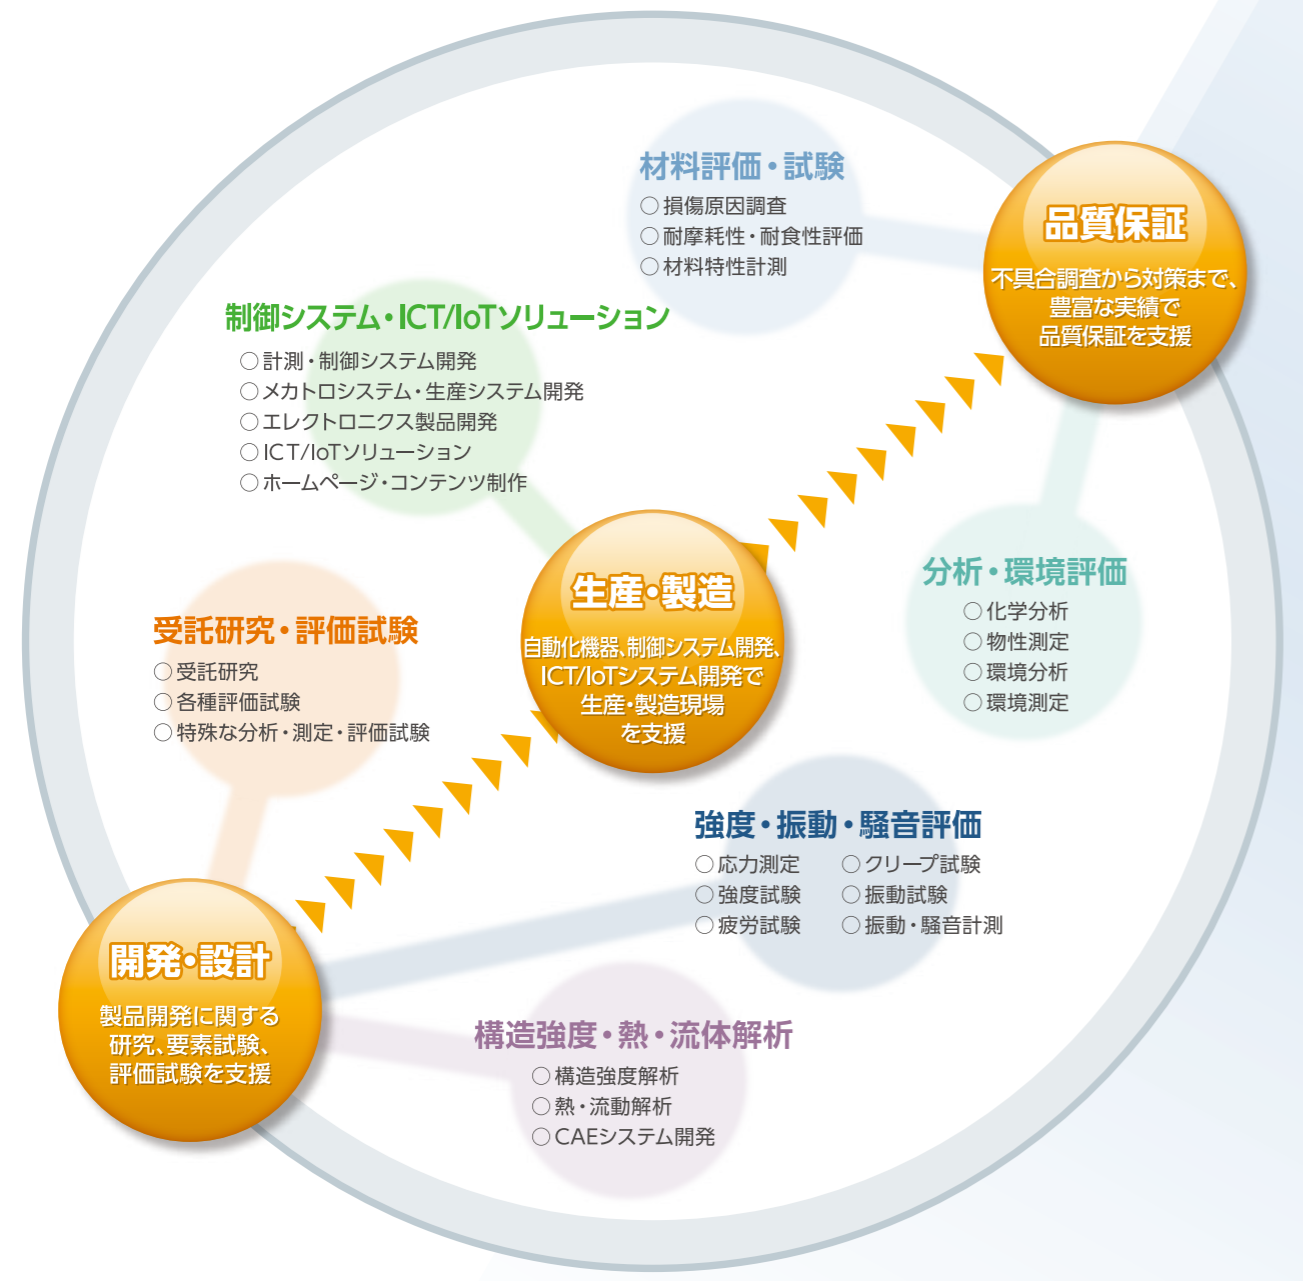 材料評価・試験
○損傷原因調査
○耐摩耗性・耐食性評価
○材料特性計測
品質保証
不具合調査から対策まで、
豊富な実績で
品質保証を支援
制御システム・ICT/IoTソリューション
○計測・制御システム開発
○メカトロシステム・生産システム開発
○エレクトロニクス製品開発
○ICT/IoTソリューション
○ホームページ・コンテンツ制作
生産・製造
自動化機器、制御システム開発、
ICT/IoTシステム開発で
生産・製造現場
を支援
分析・環境評価
○化学分析
○物性測定
○環境分析
○環境測定
受託研究・評価試験
○受託研究
○各種評価試験
○特殊な分析・測定・評価試験
強度・振動・騒音評価
○応力測定 ○クリープ試験
○強度試験 ○振動試験
○疲労試験 ○振動・騒音計測
開発・設計
製品開発に関する
研究、要素試験、
評価試験を支援
構造強度・熱・流体解析
○構造強度解析
○熱・流動解析
○CAEシステム開発